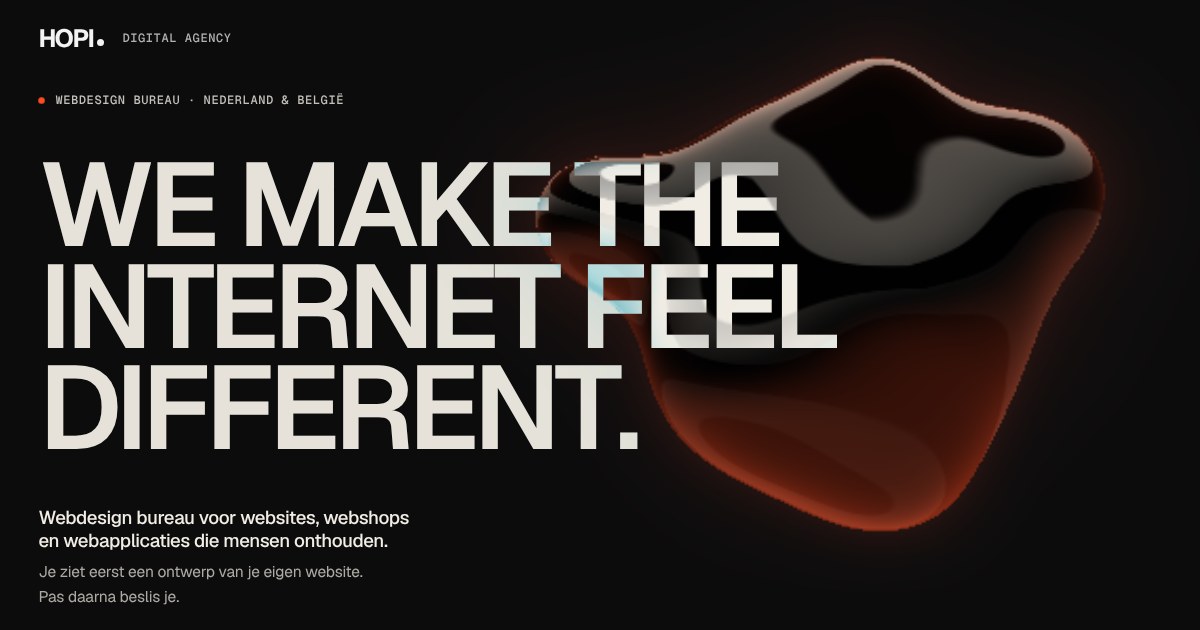 HOPI.
DIGITAL AGENCY
WEBDESIGN BUREAU · NEDERLAND & BELGIË
WE MAKE THE
INTERNET FEEL
DIFFERENT.
Webdesign bureau voor websites, webshops
en webapplicaties die mensen onthouden.
Je ziet eerst een ontwerp van je eigen website.
Pas daarna beslis je.